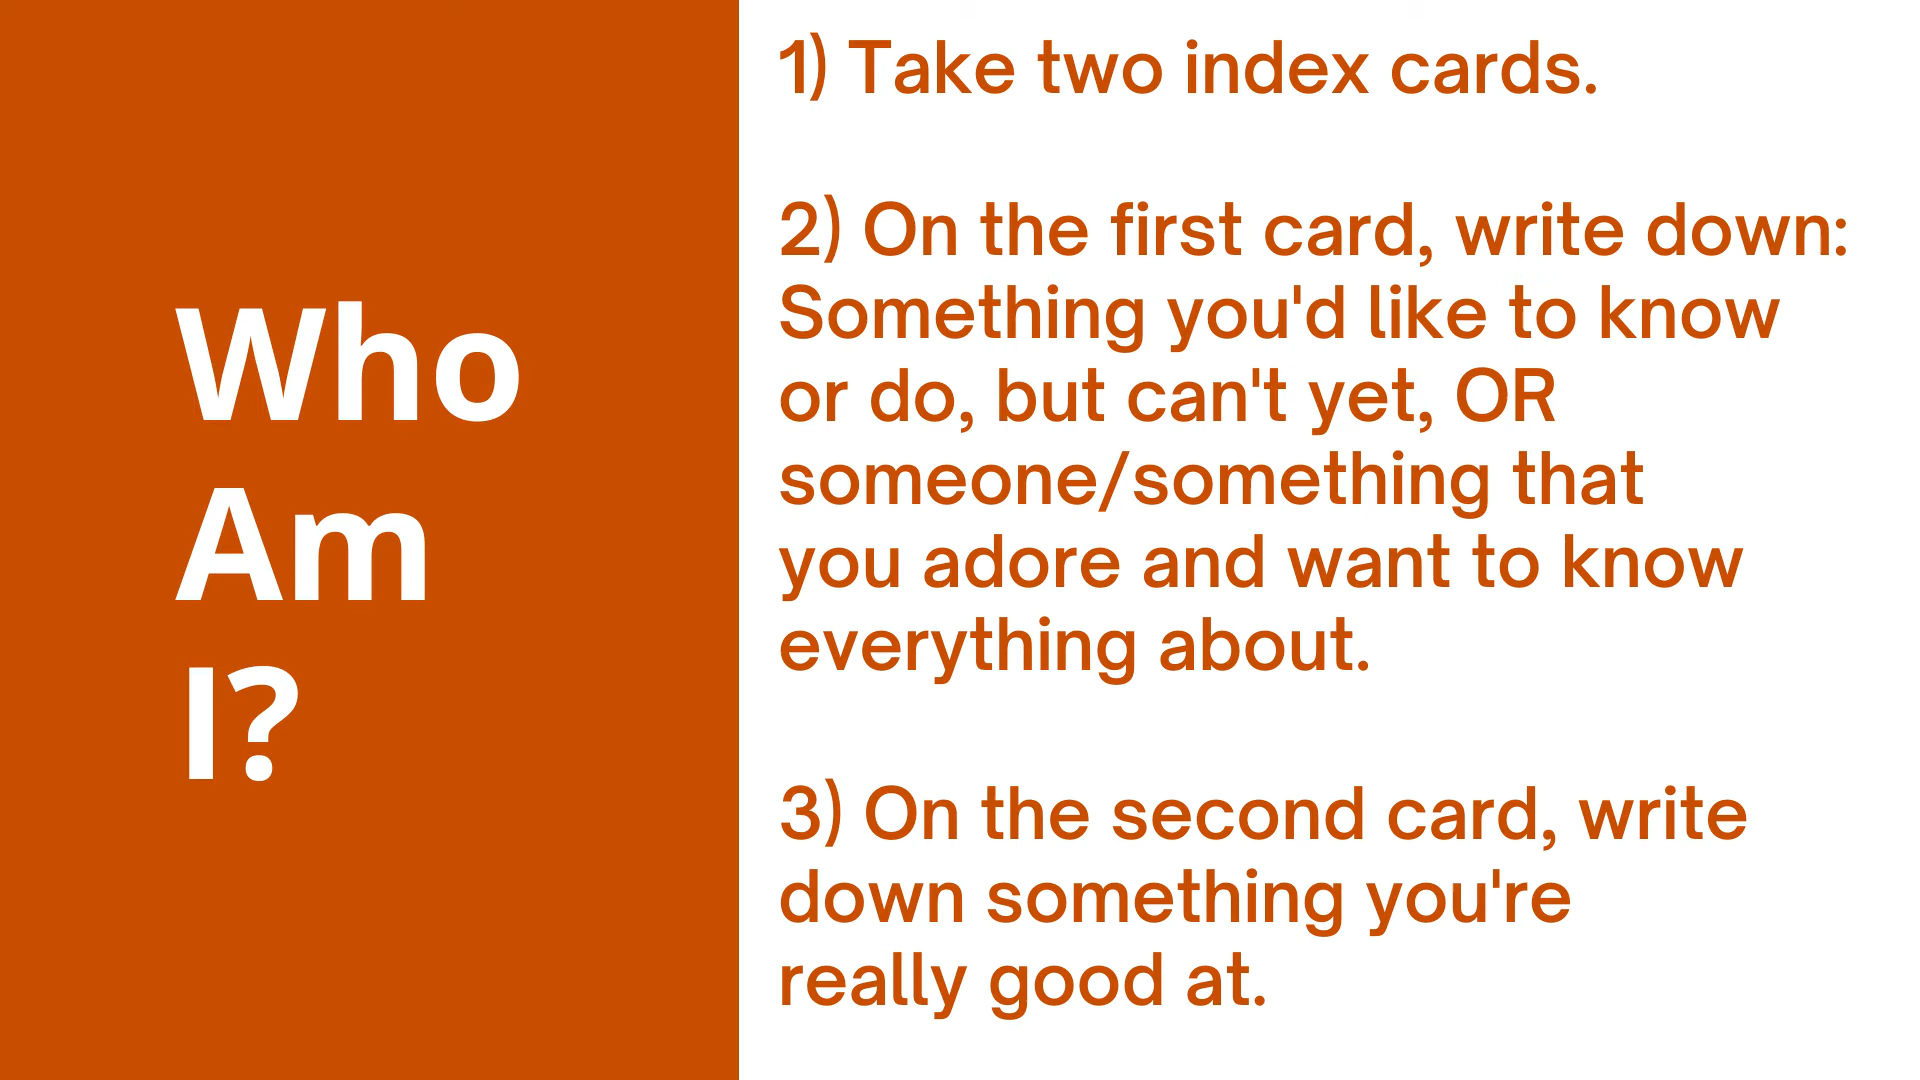 Who
Am
I?
1) Take two index cards.
2) On the first card, write down:
Something you'd like to know
or do, but can't yet, OR
someone/something that
you adore and want to know
everything about.
3) On the second card, write
down something you're
really good at.